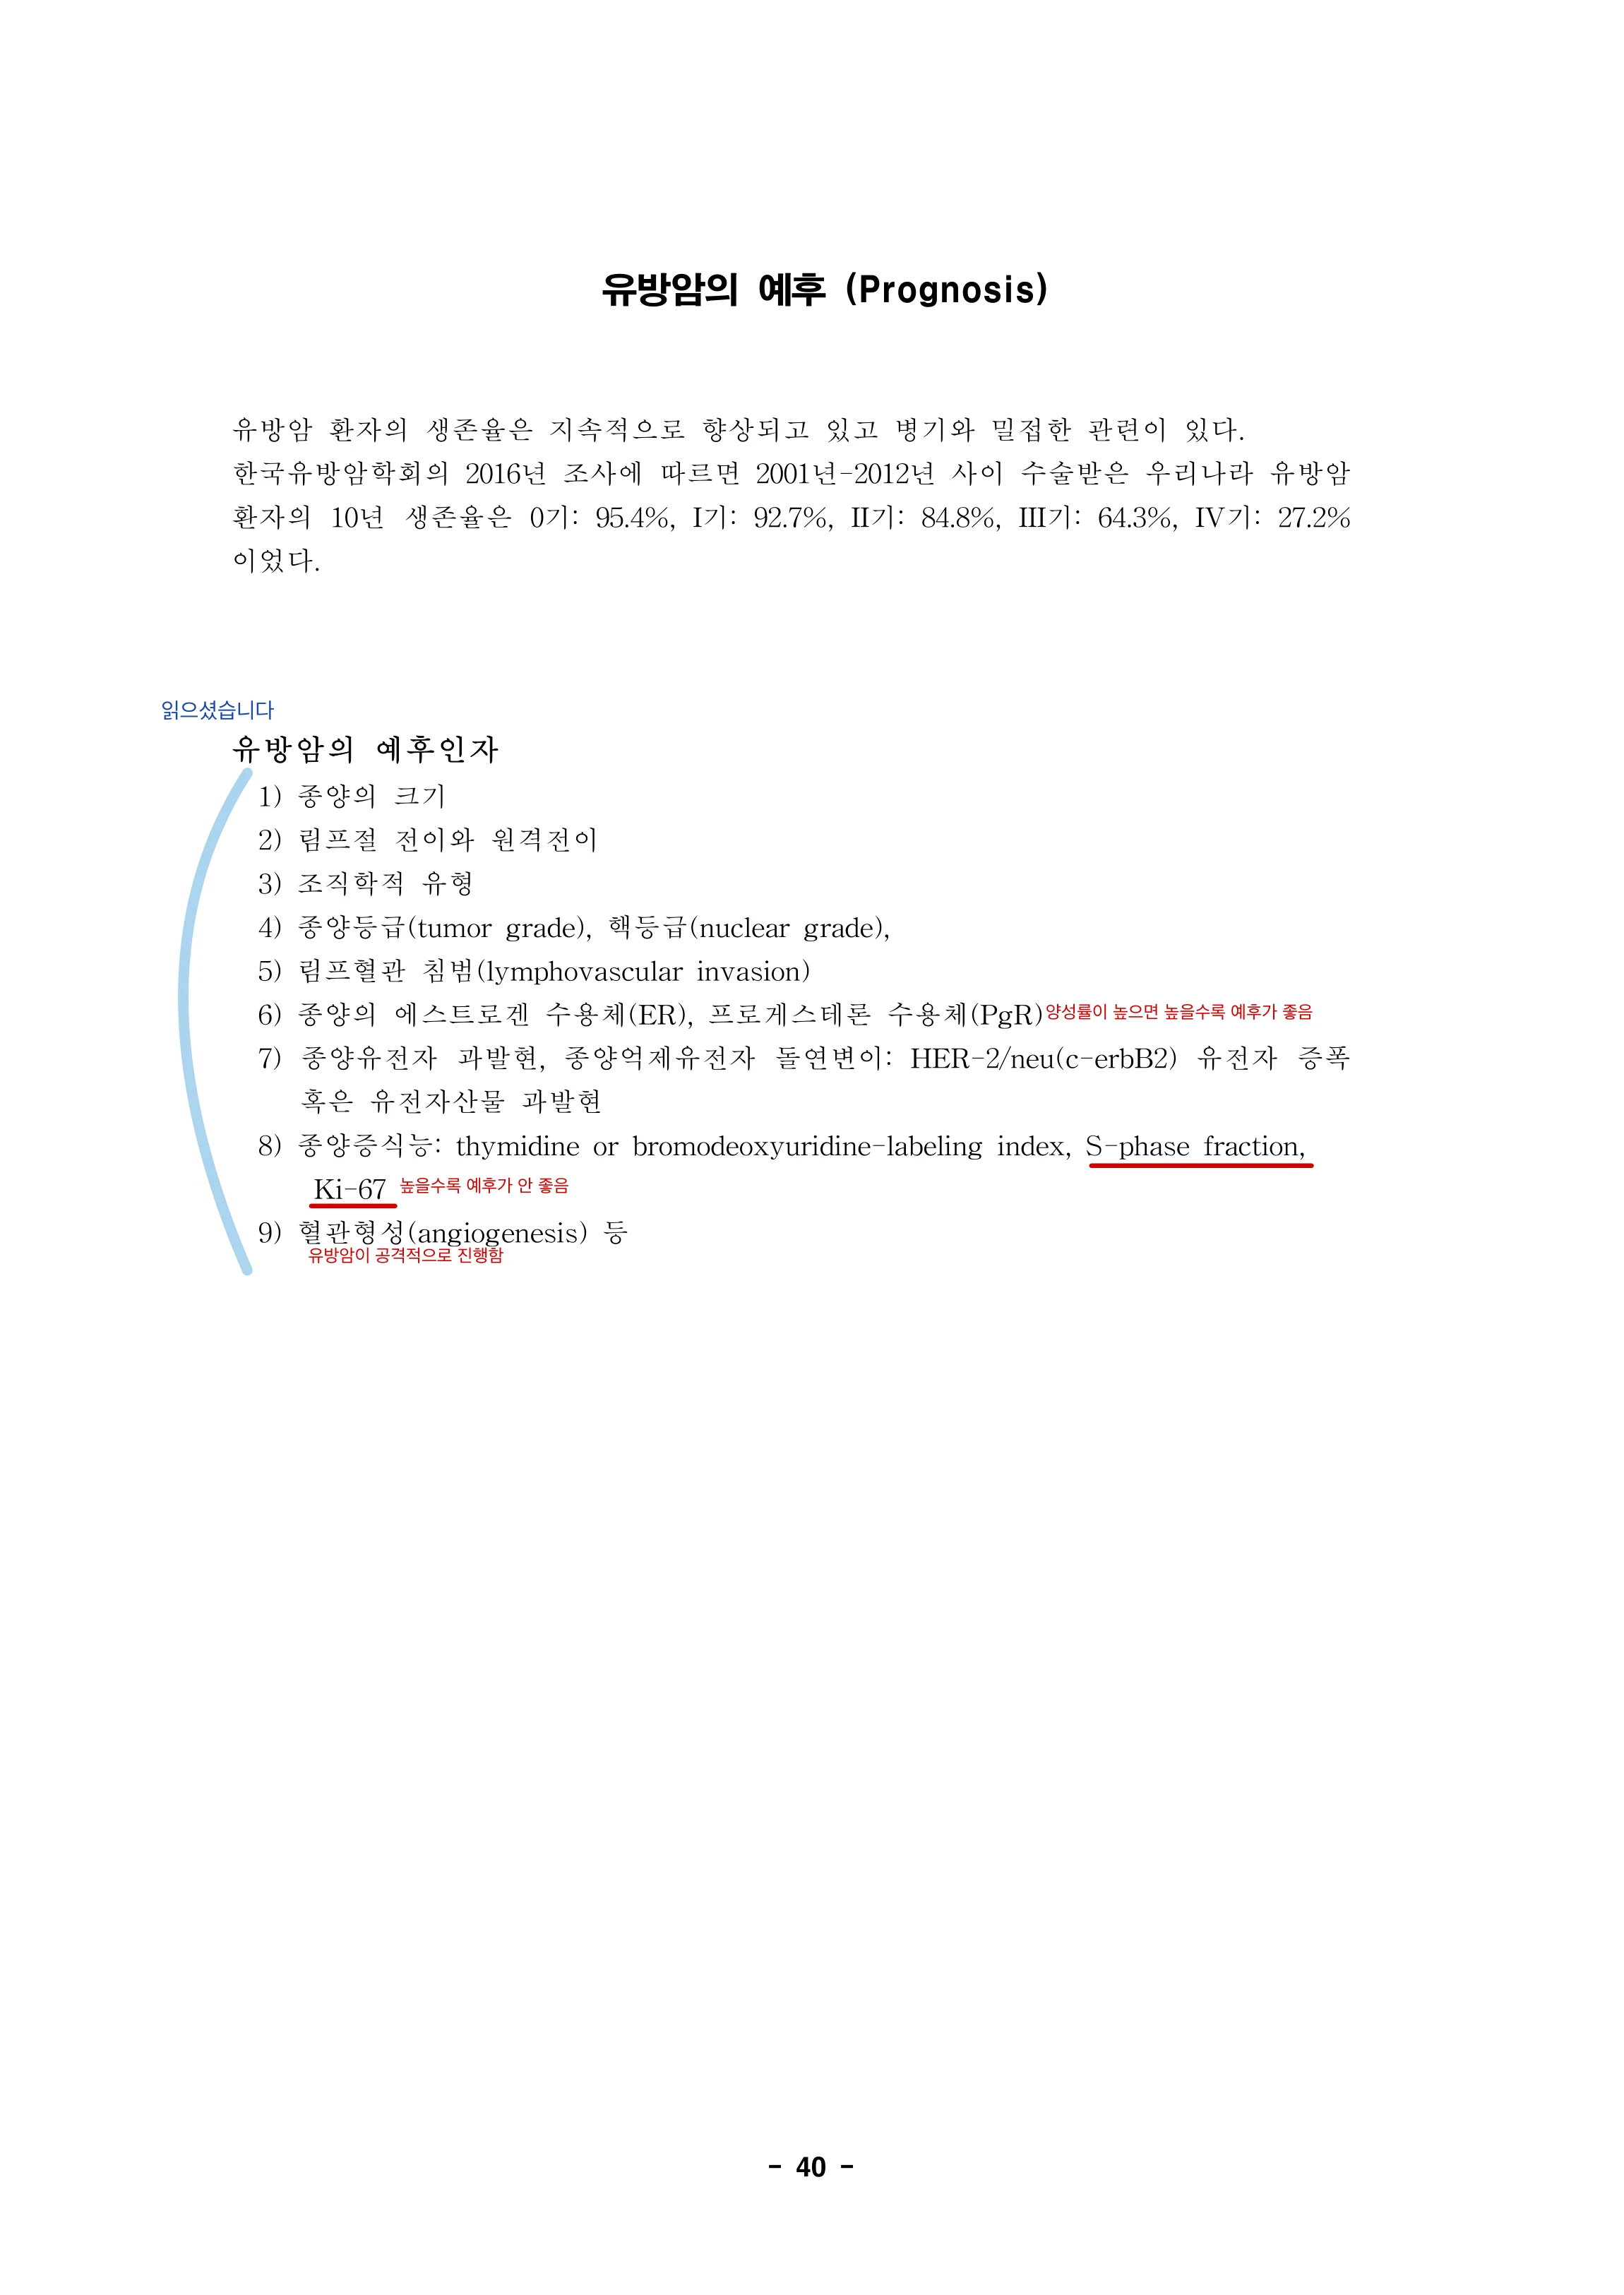 유방암의 예후 (Prognosis)
유방암 환자의 생존율은 지속적으로 향상되고 있고 병기와 밀접한 관련이 있다.
한국유방암학회의 2016년 조사에 따르면 2001년-2012년 사이 수술받은 우리나라 유방암
환자의 10년 생존율은 0기: 95.4%, I기: 92.7%, II기: 84.8%, III기: 64.3%, IV기: 27.2%
이었다.
읽으셨습니다
유방암의 예후인자
1) 종양의 크기
2) 림프절 전이와 원격전이
3) 조직학적 유형
4) 종양등급(tumor grade), 핵등급(nuclear grade),
5) 림프혈관 침범(lymphovascular invasion)
6) 종양의 에스트로겐 수용체(ER), 프로게스테론 수용체(PgR) 양성률이 높으면 높을수록 예후가 좋음
7) 종양유전자 과발현, 종양억제유전자 돌연변이: HER-2/neu(c-erbB2) 유전자 증폭
혹은 유전자산물 과발현
8) 종양증식능: thymidine or bromodeoxyuridine-labeling index, S-phase fraction,
Ki-67 높을수록 예후가 안 좋음
9) 혈관형성(angiogenesis) 등
유방암이 공격적으로 진행함
- 40 -